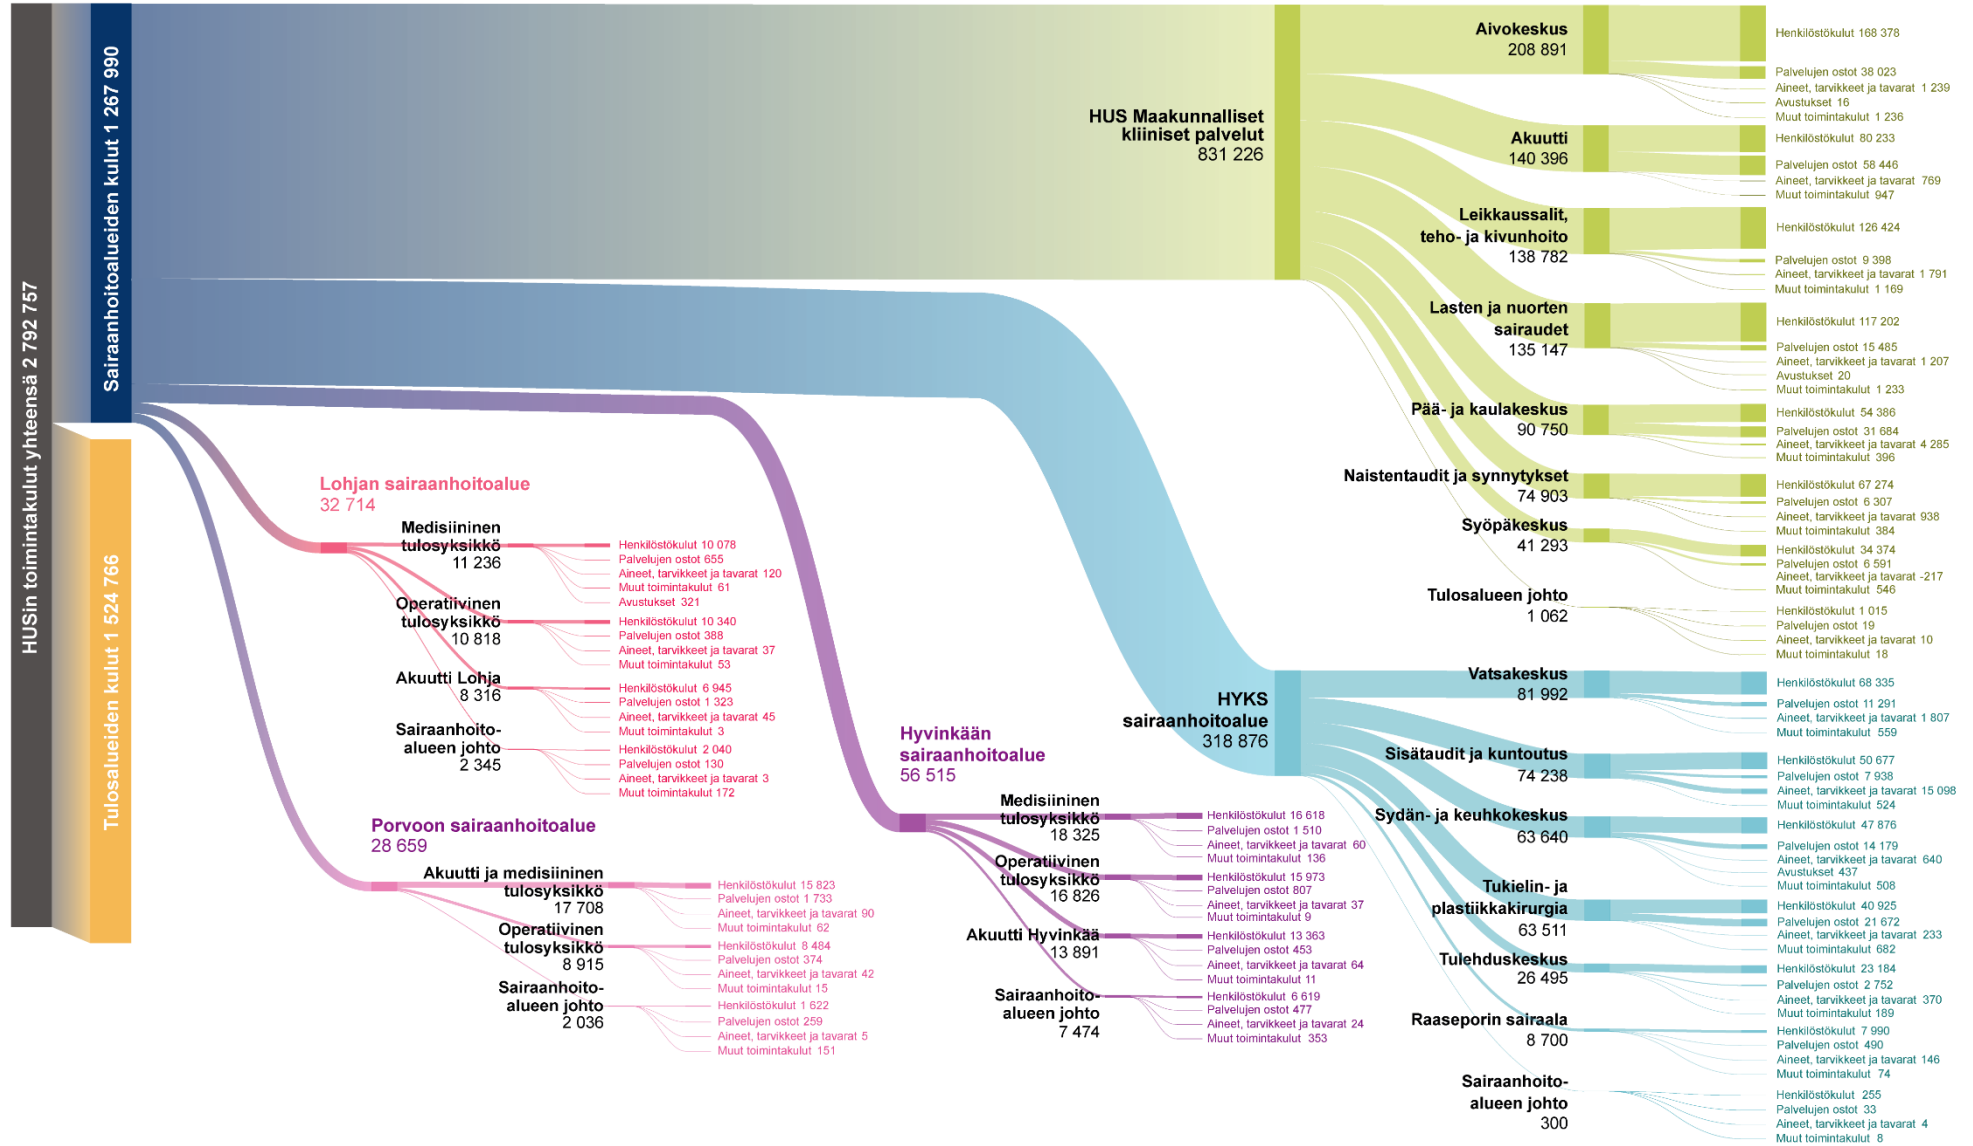 HUSin toimintakulut yhteensä 2 792 757
Sairaanhoitoalueiden kulut 1 267 990
Tulosalueiden kulut 1 524 766
HUS Maakunnalliset
kliiniset palvelut
831 226
Aivokeskus
208 891
Henkilöstökulut 168 378
Palvelujen ostot 38 023
Aineet, tarvikkeet ja tavarat 1 239
Avustukset 16
Muut toimintakulut 1 236
Akuutti
140 396
Henkilöstökulut 80 233
Palvelujen ostot 58 446
Aineet, tarvikkeet ja tavarat 769
Muut toimintakulut 947
Leikkaussalit,
teho- ja kivunhoito
138 782
Henkilöstökulut 126 424
Palvelujen ostot 9 398
Aineet, tarvikkeet ja tavarat 1 791
Muut toimintakulut 1 169
Lasten ja nuorten
sairaudet
135 147
Henkilöstökulut 117 202
Palvelujen ostot 15 485
Aineet, tarvikkeet ja tavarat 1 207
Avustukset 20
Muut toimintakulut 1 233
Pää- ja kaulakeskus
90 750
Henkilöstökulut 54 386
Palvelujen ostot 31 684
Aineet, tarvikkeet ja tavarat 4 285
Muut toimintakulut 396
Naistentaudit ja synnytykset
74 903
Henkilöstökulut 67 274
Palvelujen ostot 6 307
Aineet, tarvikkeet ja tavarat 938
Muut toimintakulut 384
Syöpäkeskus
41 293
Henkilöstökulut 34 374
Palvelujen ostot 6 591
Aineet, tarvikkeet ja tavarat -217
Muut toimintakulut 546
Tulosalueen johto
1 062
Henkilöstökulut 1 015
Palvelujen ostot 19
Aineet, tarvikkeet ja tavarat 10
Muut toimintakulut 18
Lohjan sairaanhoitoalue
32 714
Medisiininen
tulosyksikkö
11 236
Henkilöstökulut 10 078
Palvelujen ostot 655
Aineet, tarvikkeet ja tavarat 120
Muut toimintakulut 61
Avustukset 321
Operatiivinen
tulosyksikkö
10 818
Henkilöstökulut 10 340
Palvelujen ostot 388
Aineet, tarvikkeet ja tavarat 37
Muut toimintakulut 53
Akuutti Lohja
8 316
Henkilöstökulut 6 945
Palvelujen ostot 1 323
Aineet, tarvikkeet ja tavarat 45
Muut toimintakulut 3
Sairaanhoito-
alueen johto
2 345
Henkilöstökulut 2 040
Palvelujen ostot 130
Aineet, tarvikkeet ja tavarat 3
Muut toimintakulut 172
Porvoon sairaanhoitoalue
28 659
Akuutti ja medisiininen
tulosyksikkö
17 708
Henkilöstökulut 15 823
Palvelujen ostot 1 733
Aineet, tarvikkeet ja tavarat 90
Muut toimintakulut 62
Operatiivinen
tulosyksikkö
8 915
Henkilöstökulut 8 484
Palvelujen ostot 374
Aineet, tarvikkeet ja tavarat 42
Muut toimintakulut 15
Sairaanhoito-
alueen johto
2 036
Henkilöstökulut 1 622
Palvelujen ostot 259
Aineet, tarvikkeet ja tavarat 5
Muut toimintakulut 151
Hyvinkään
sairaanhoitoalue
56 515
Medisiininen
tulosyksikkö
18 325
Henkilöstökulut 16 618
Palvelujen ostot 1 510
Aineet, tarvikkeet ja tavarat 60
Muut toimintakulut 136
Operatiivinen
tulosyksikkö
16 826
Henkilöstökulut 15 973
Palvelujen ostot 807
Aineet, tarvikkeet ja tavarat 37
Muut toimintakulut 9
Akuutti Hyvinkää
13 891
Henkilöstökulut 13 363
Palvelujen ostot 453
Aineet, tarvikkeet ja tavarat 64
Muut toimintakulut 11
Sairaanhoito-
alueen johto
7 474
Henkilöstökulut 6 619
Palvelujen ostot 477
Aineet, tarvikkeet ja tavarat 24
Muut toimintakulut 353
HYKS
sairaanhoitoalue
318 876
Vatsakeskus
81 992
Henkilöstökulut 68 335
Palvelujen ostot 11 291
Aineet, tarvikkeet ja tavarat 1 807
Muut toimintakulut 559
Sisätaudit ja kuntoutus
74 238
Henkilöstökulut 50 677
Palvelujen ostot 7 938
Aineet, tarvikkeet ja tavarat 15 098
Muut toimintakulut 524
Sydän- ja keuhkokeskus
63 640
Henkilöstökulut 47 876
Palvelujen ostot 14 179
Aineet, tarvikkeet ja tavarat 640
Avustukset 437
Muut toimintakulut 508
Tukielin- ja
plastiikkakirurgia
63 511
Henkilöstökulut 40 925
Palvelujen ostot 21 672
Aineet, tarvikkeet ja tavarat 233
Muut toimintakulut 682
Tulehduskeskus
26 495
Henkilöstökulut 23 184
Palvelujen ostot 2 752
Aineet, tarvikkeet ja tavarat 370
Muut toimintakulut 189
Raaseporin sairaala
8 700
Henkilöstökulut 7 990
Palvelujen ostot 490
Aineet, tarvikkeet ja tavarat 146
Muut toimintakulut 74
Sairaanhoito-
alueen johto
300
Henkilöstökulut 255
Palvelujen ostot 33
Aineet, tarvikkeet ja tavarat 4
Muut toimintakulut 8